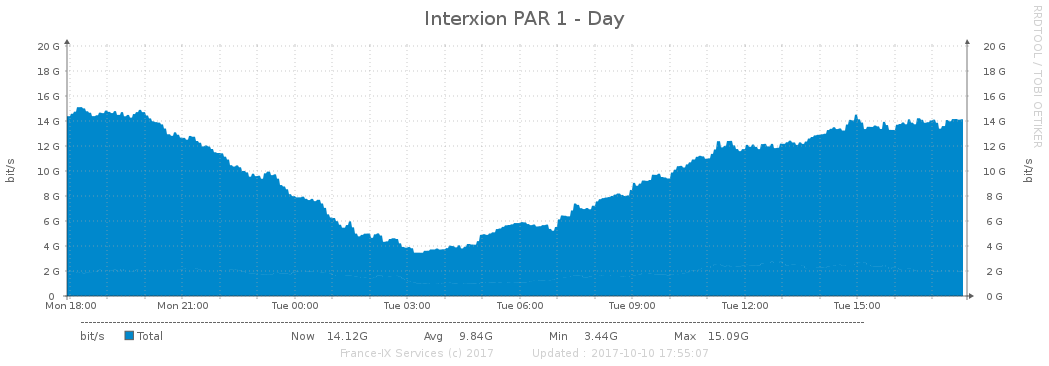 Interxion PAR 1 - Day
RRDTOOL / TOBI OETIKER
20 G 20 G
18 G 18 G
16 G 16 G
14 G 14 G
12 G 12 G
10 G 10 G
8 G 8 G
6 G 6 G
4 G 4 G
2 G 2 G
0 0 G
bit/s
bit/s
Mon 18:00 Mon 21:00 Tue 00:00 Tue 03:00 Tue 06:00 Tue 09:00 Tue 12:00 Tue 15:00
bit/s Total Now 14.12G Avg 9.84G Min 3.44G Max 15.09G
France-IX Services (c) 2017 Updated : 2017-10-10 17:55:07